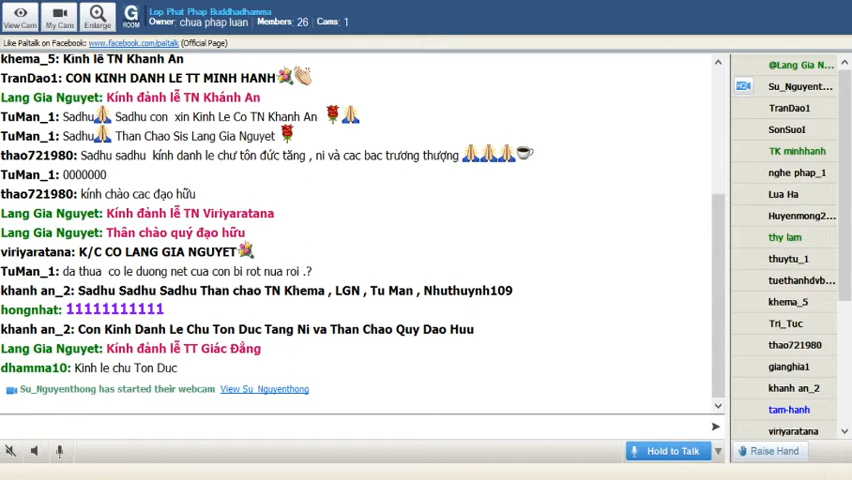 Lop Phat Phap Buddhadhamma
Owner: chua phap luan Members: 26 Cams: 1
View Cam
My Cam
Enlarge
G
ROOM
Like Paltalk on Facebook: www.facebook.com/paltalk (Official Page)
khema_5: Kinh lễ TN Khanh An
TranDao1: CON KINH DANH LE TT MINH HANH
Lang Gia Nguyet: Kính đảnh lễ TN Khánh An
TuMan_1: Sadhu Sadhu con xin Kinh Le Co TN Khanh An
TuMan_1: Sadhu Than Chao Sis Lang Gia Nguyet
thao721980: Sadhu sadhu kính danh le chư tôn đức tăng , ni và các bac trương thượng
TuMan_1: 0000000
thao721980: kính chào cac đạo hữu
Lang Gia Nguyet: Kính đảnh lễ TN Viriyaratana
Lang Gia Nguyet: Thân chào quý đạo hữu
viriyaratana: K/C CO LANG GIA NGUYET
TuMan_1: da thua co le duong net cua con bi rot nua roi .?
khanh an_2: Sadhu Sadhu Sadhu Than chao TN Khema , LGN , Tu Man , Nhuthuynh109
hongnhat: 11111111111
khanh an_2: Con Kinh Danh Le Chu Ton Duc Tang Ni va Than Chao Quy Dao Huu
Lang Gia Nguyet: Kính đảnh lễ TT Giác Đẳng
dhamma10: Kinh le chu Ton Duc
Su_Nguyenthong has started their webcam View Su_Nguyenthong
Hold to Talk
@Lang Gia N...
Su_Nguyent...
TranDao1
SonSuoI
TK minhhanh
nghe phap_1
Lua Ha
Huyenmong2...
thy lam
thuytu_1
tuethanhdvb...
khema_5
Tri_Tuc
thao721980
gianghia1
khanh an_2
tam-hanh
viriyaratana
Raise Hand